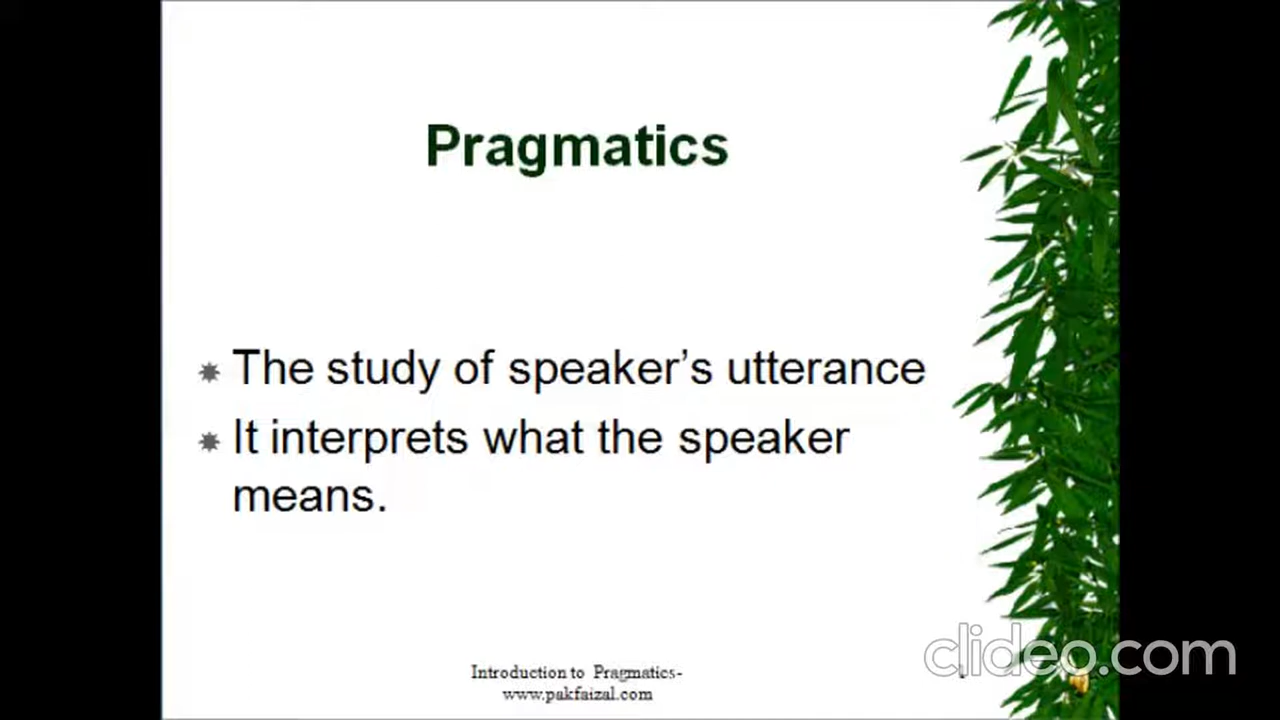 Pragmatics
The study of speaker’s utterance
It interprets what the speaker
means.
Introduction to Pragmatics-
www.pakfaizal.com
clideo.com